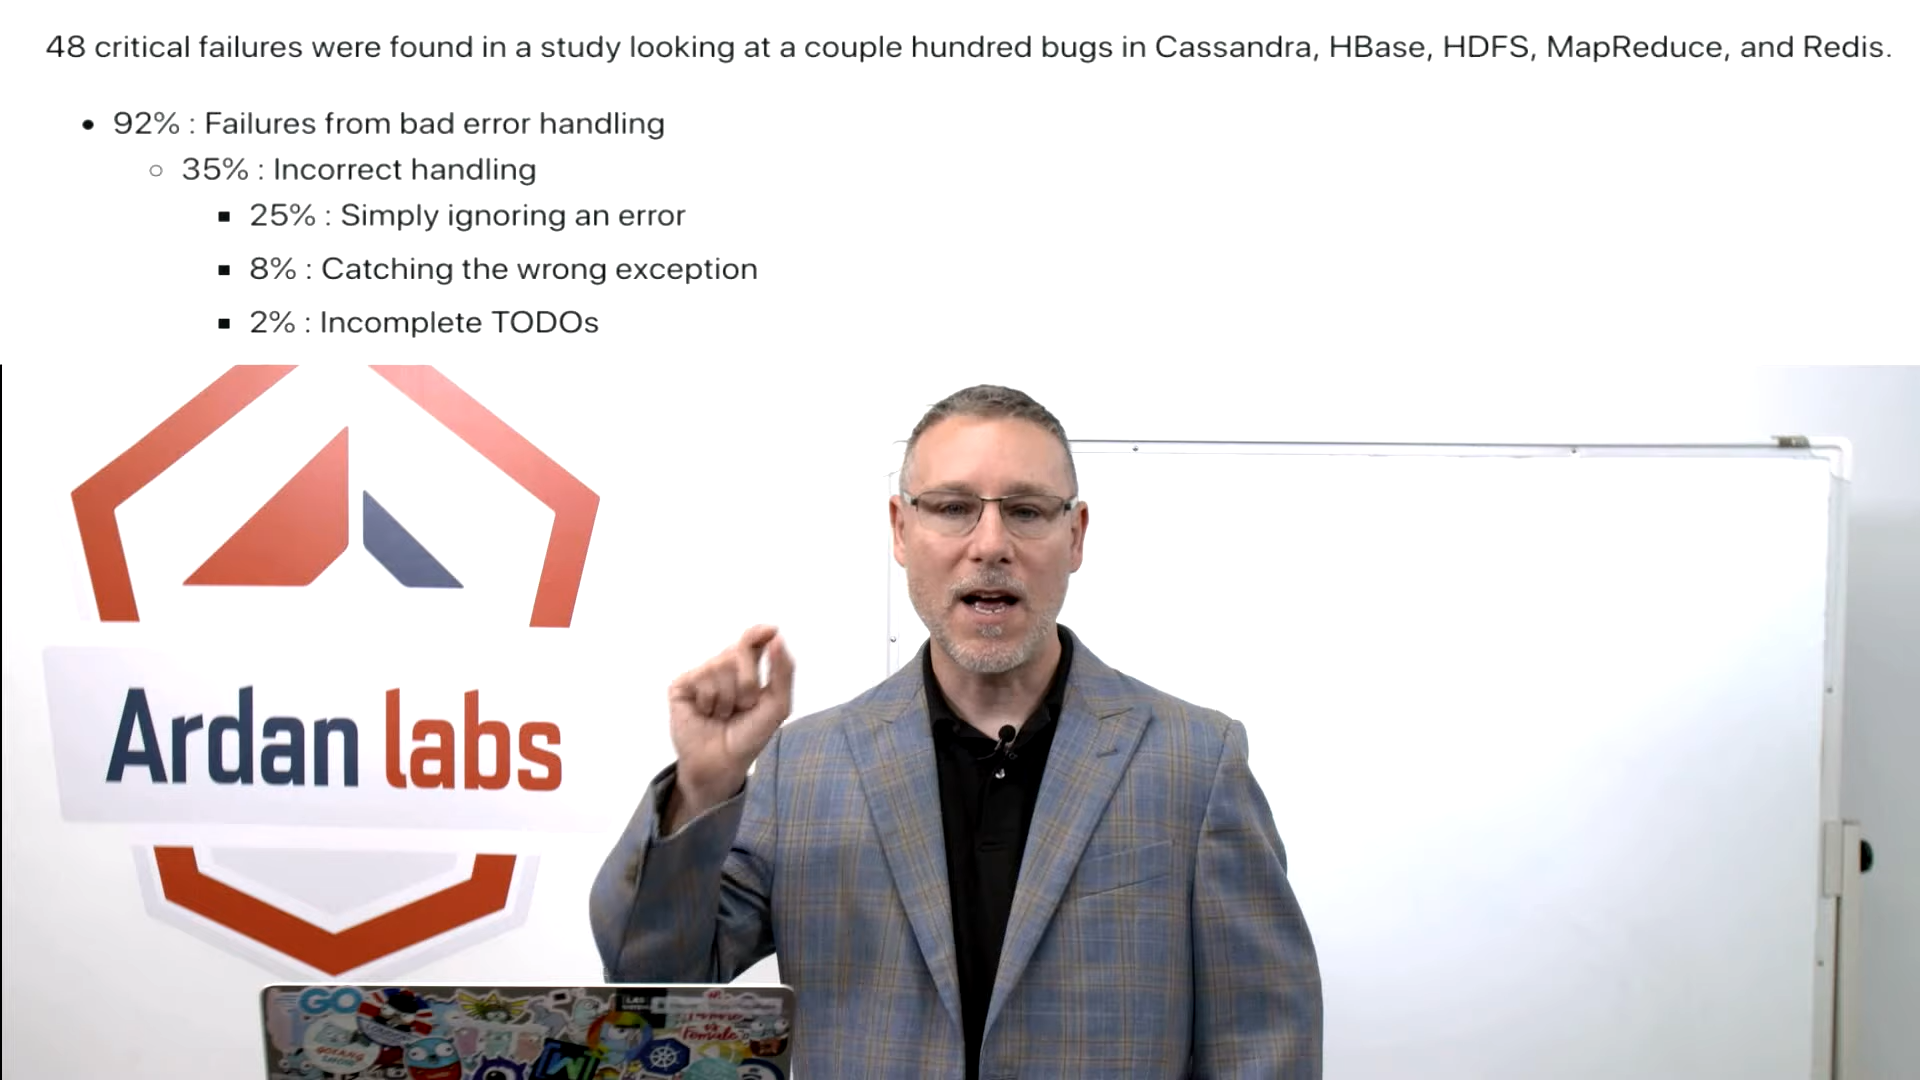 48 critical failures were found in a study looking at a couple hundred bugs in Cassandra, HBase, HDFS, MapReduce, and Redis.
• 92% : Failures from bad error handling
○ 35% : Incorrect handling
▪ 25% : Simply ignoring an error
▪ 8% : Catching the wrong exception
▪ 2% : Incomplete TODOs
Ardan labs
GO
GOLANG
Female